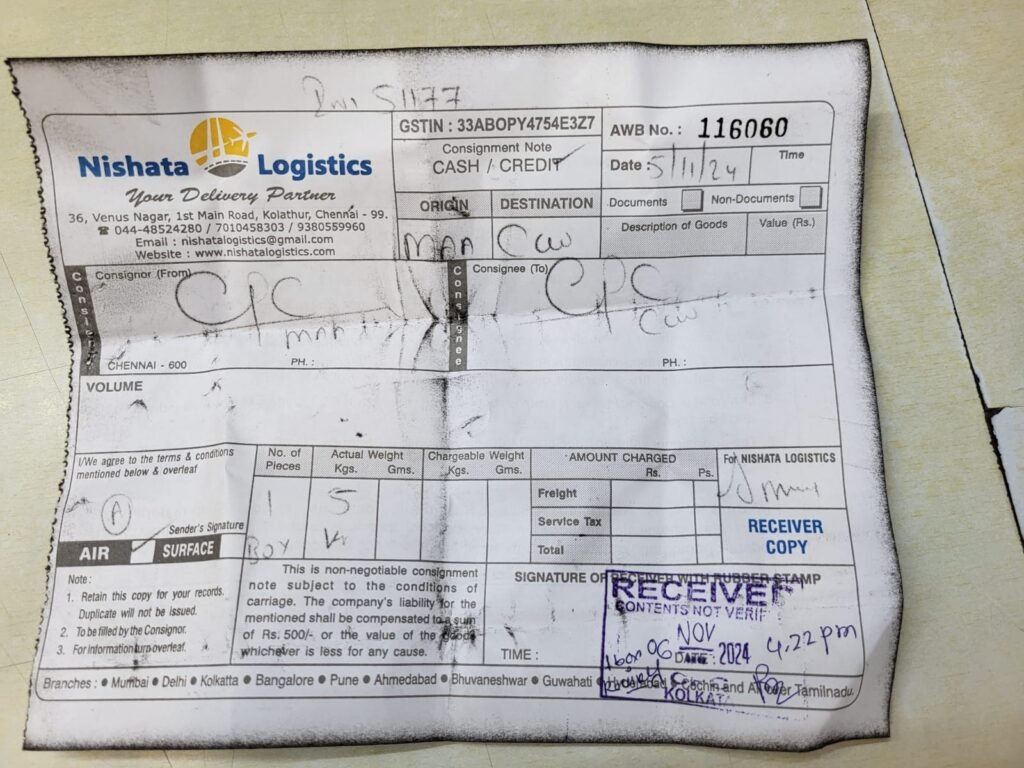 Nishata Logistics
Your Delivery Partner
36, Venus Nagar, 1st Main Road, Kolathur, Chennai - 99.
☎ 044-48524280 / 7010458303 / 9380559960
Email : nishatalogistics@gmail.com
Website : www.nishatalogistics.com
51177
GSTIN : 33ABOPY4754E3Z7
Consignment Note
CASH / CREDIT
AWB No. : 116060
Date : 5/11/24
Time
ORIGIN
DESTINATION
Documents
Non-Documents
MAA
CCU
Description of Goods
Value (Rs.)
Consignor (From)
CPC
MAA
CHENNAI - 600
PH. :
Consignee
Consignee (To)
CPC
CCU
PH. :
VOLUME
I/We agree to the terms & conditions
mentioned below & overleaf
A
Sender's Signature
AIR
SURFACE
No. of
Pieces
Actual Weight
Kgs. Gms.
Chargeable Weight
Kgs. Gms.
1
BOX
5
AMOUNT CHARGED
Rs. Ps.
Freight
Service Tax
Total
For NISHATA LOGISTICS
RECEIVER
COPY
Note :
1. Retain this copy for your records.
Duplicate will not be issued.
2. To be filled by the Consignor.
3. For information turn overleaf.
This is non-negotiable consignment
note subject to the conditions of
carriage. The company's liability for the
mentioned shall be compensated to a sum
of Rs. 500/- or the value of the goods
whichever is less for any cause.
SIGNATURE OF RECEIVER WITH RUBBER STAMP
TIME :
RECEIVED
CONTENTS NOT VERIF
06 NOV 2024
DATE :
4.22 pm
1 box
KOLKATA
Branches : • Mumbai • Delhi • Kolkatta • Bangalore • Pune • Ahmedabad • Bhuvaneshwar • Guwahati • Hyderabad • Cochin and All over Tamilnadu.